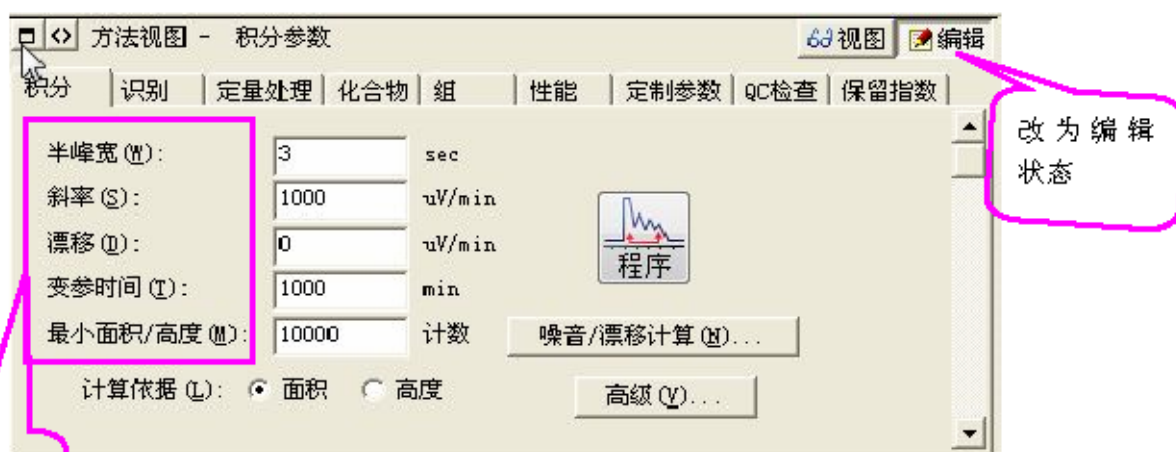 方法视图 - 积分参数 视图 编辑
积分 识别 定量处理 化合物 组 性能 定制参数 QC检查 保留指数
改为编辑
状态
半峰宽(W): 3 sec
斜率(S): 1000 uV/min
漂移(D): 0 uV/min
程序
变参时间(T): 1000 min
最小面积/高度(M): 10000 计数 噪音/漂移计算(N)...
计算依据(L): 面积 高度 高级(V)...